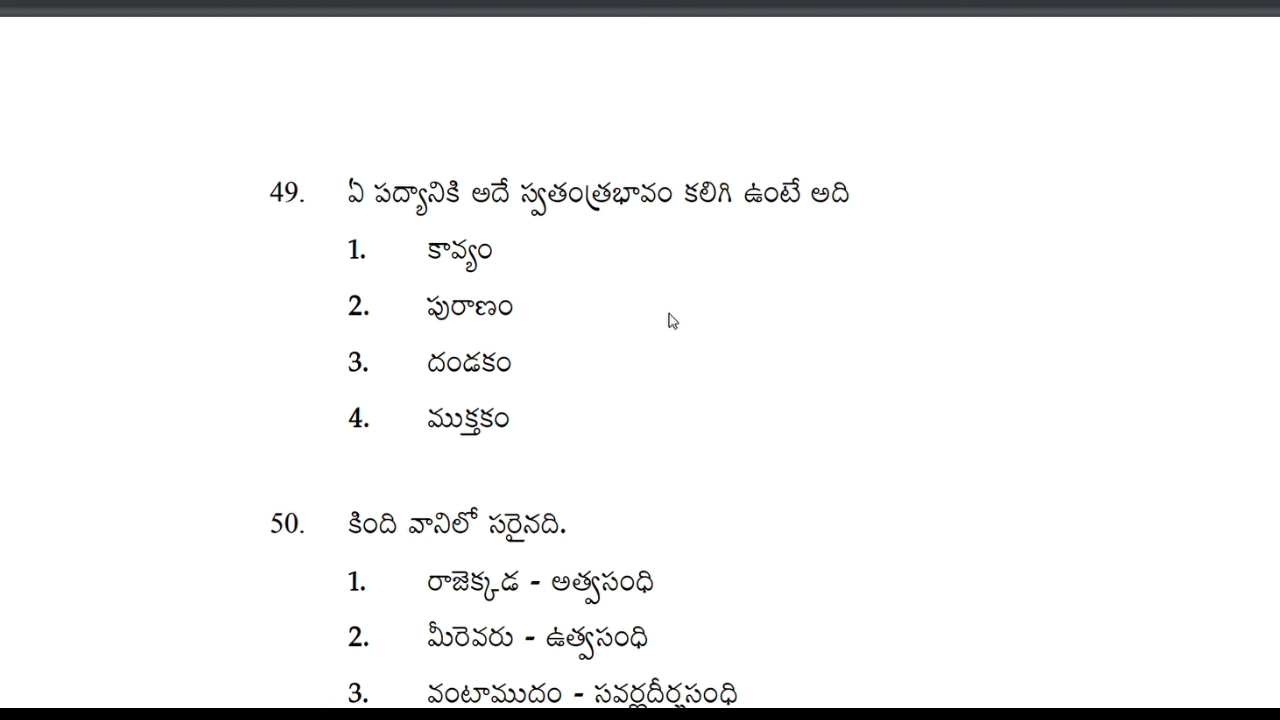 49. ఏ పద్యానికి అదే స్వతంత్రభావం కలిగి ఉంటే అది
1. కావ్యం
2. పురాణం
3. దండకం
4. ముక్తకం
50. కింది వానిలో సరైనది.
1. రాజెక్కడ - అత్వసంధి
2. మీరెవరు - ఉత్వసంధి
3. వంటాముదం - సవర్ణదీర్ఘసంధి